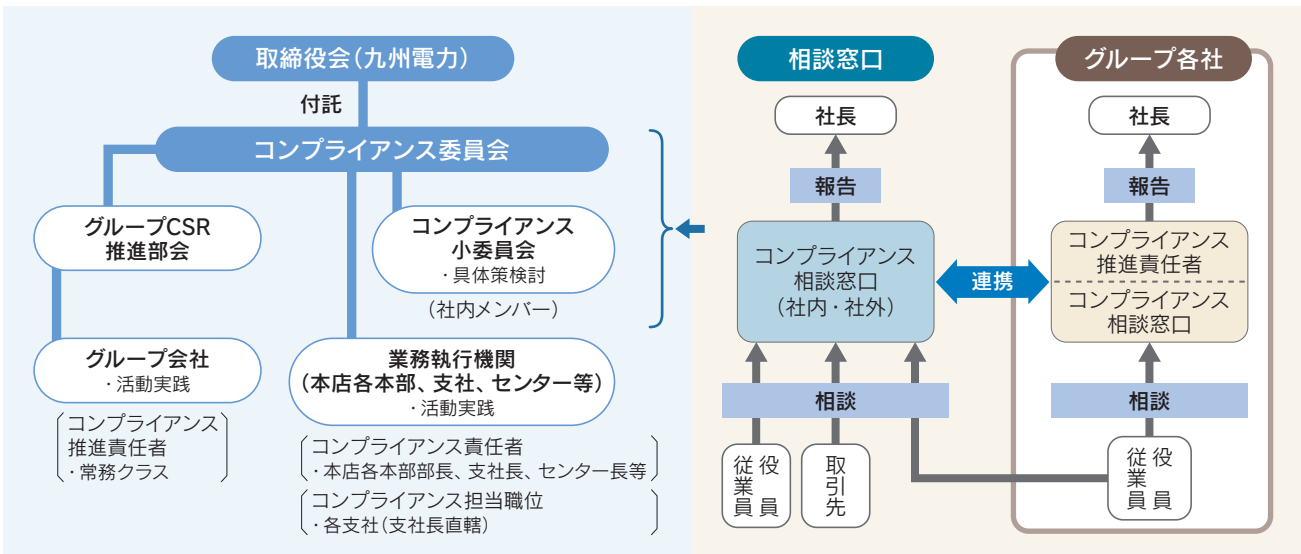 取締役会（九州電力）
付託
コンプライアンス委員会
グループCSR
推進部会
コンプライアンス
小委員会
・具体策検討
（社内メンバー）
グループ会社
・活動実践
コンプライアンス
推進責任者
・常務クラス
業務執行機関
（本店各本部、支社、センター等）
・活動実践
コンプライアンス責任者
・本店各本部部長、支社長、センター長等
コンプライアンス担当職位
・各支社（支社長直轄）
相談窓口
社長
報告
コンプライアンス
相談窓口
（社内・社外）
連携
相談
役員
従業員
取引先
グループ各社
社長
報告
コンプライアンス
推進責任者
コンプライアンス
相談窓口
相談
役員
従業員